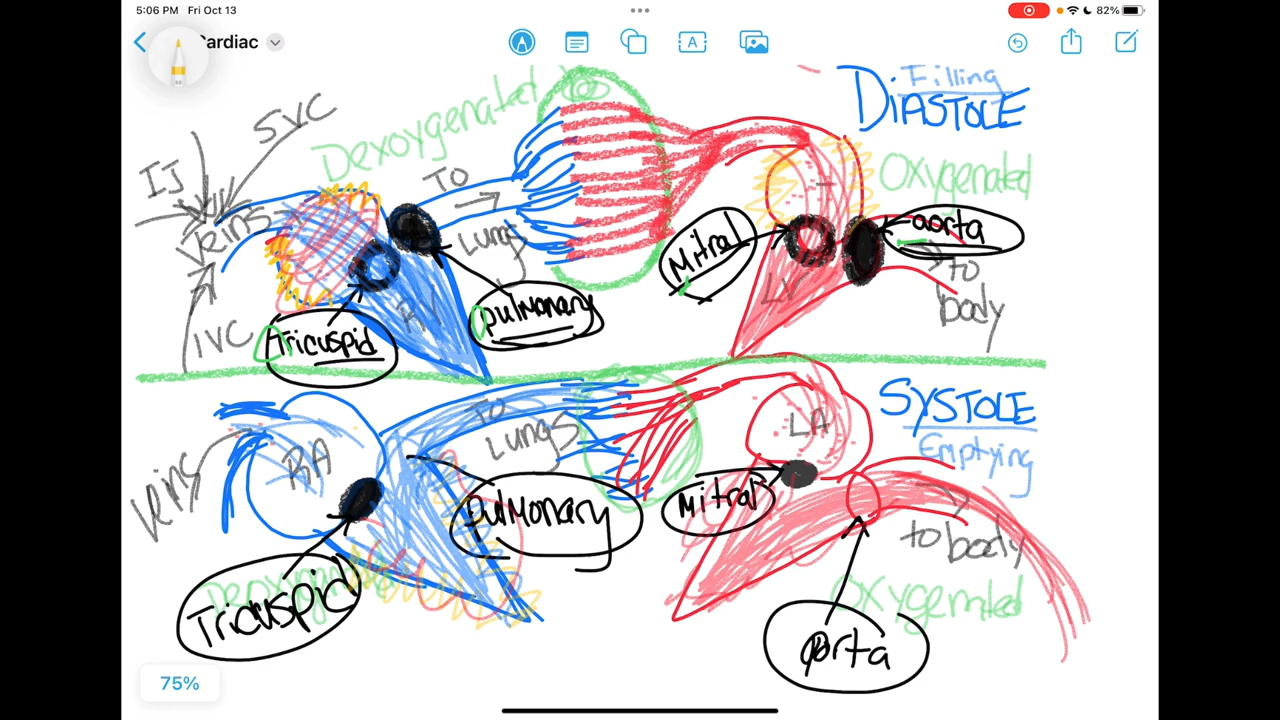 5:06 PM Fri Oct 13
82%
Cardiac
A
Filling
DIASTOLE
Dexoygenated
SVC
IJ
Veins
IVC
TO
Lungs
Oxygenated
Mitral
aorta
to
body
LV
RV
Tricuspid
pulmonary
SYSTOLE
Emptying
TO
Lungs
LA
RA
Veins
Mitral
pulmonary
to body
Tricuspid
Oxygenated
aorta
75%